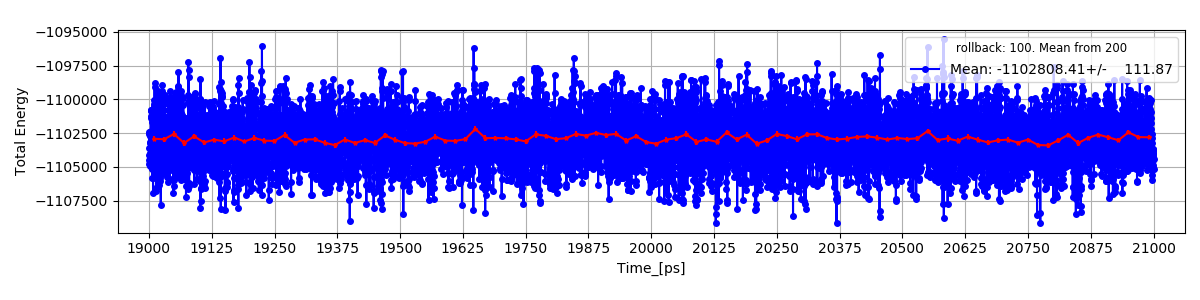 −1095000
−1097500
−1100000
−1102500
−1105000
−1107500
Total Energy
rollback: 100. Mean from 200
Mean: -1102808.41+/-    111.87
19000 19125 19250 19375 19500 19625 19750 19875 20000 20125 20250 20375 20500 20625 20750 20875 21000
Time_[ps]